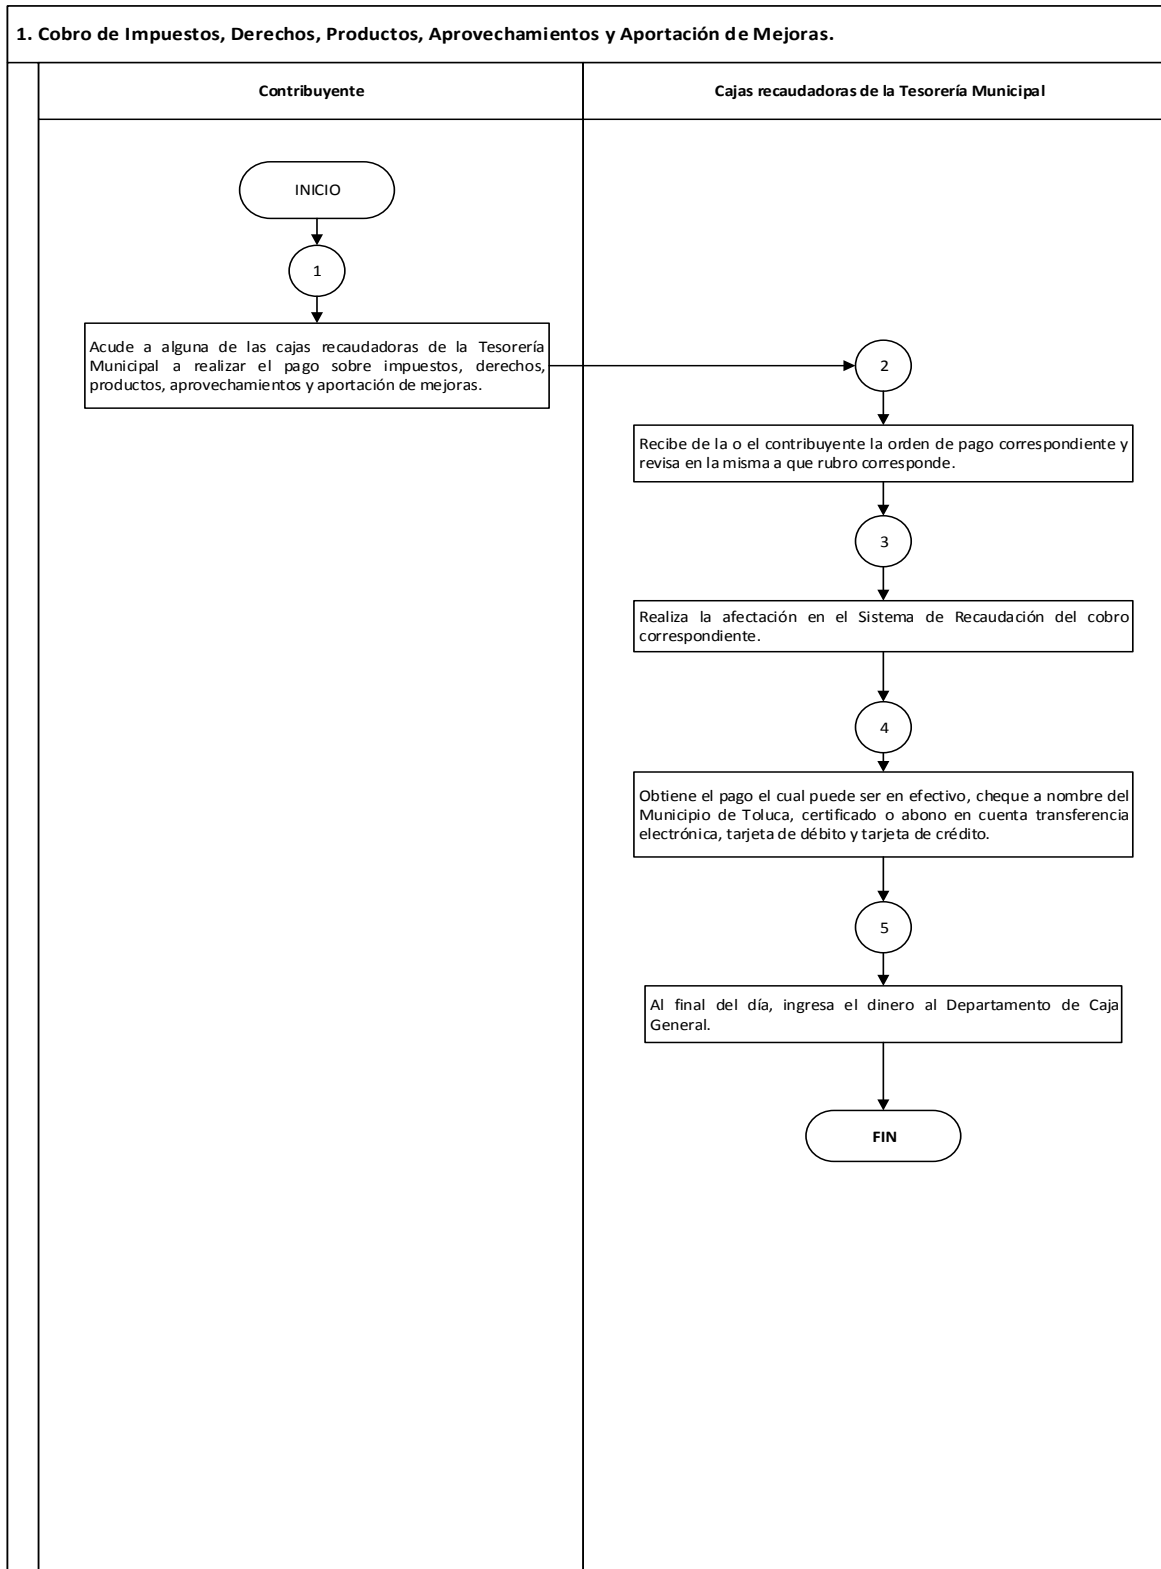 1. Cobro de Impuestos, Derechos, Productos, Aprovechamientos y Aportación de Mejoras.
Contribuyente
Cajas recaudadoras de la Tesorería Municipal
INICIO
1
Acude a alguna de las cajas recaudadoras de la Tesorería
Municipal a realizar el pago sobre impuestos, derechos,
productos, aprovechamientos y aportación de mejoras.
2
Recibe de la o el contribuyente la orden de pago correspondiente y
revisa en la misma a que rubro corresponde.
3
Realiza la afectación en el Sistema de Recaudación del cobro
correspondiente.
4
Obtiene el pago el cual puede ser en efectivo, cheque a nombre del
Municipio de Toluca, certificado o abono en cuenta transferencia
electrónica, tarjeta de débito y tarjeta de crédito.
5
Al final del día, ingresa el dinero al Departamento de Caja
General.
FIN